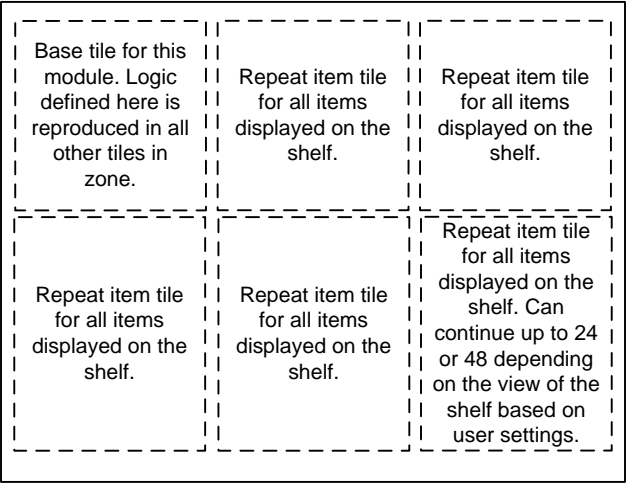 Base tile for this
module. Logic
defined here is
reproduced in all
other tiles in
zone.
Repeat item tile
for all items
displayed on the
shelf.
Repeat item tile
for all items
displayed on the
shelf.
Repeat item tile
for all items
displayed on the
shelf.
Repeat item tile
for all items
displayed on the
shelf.
Repeat item tile
for all items
displayed on the
shelf. Can
continue up to 24
or 48 depending
on the view of the
shelf based on
user settings.